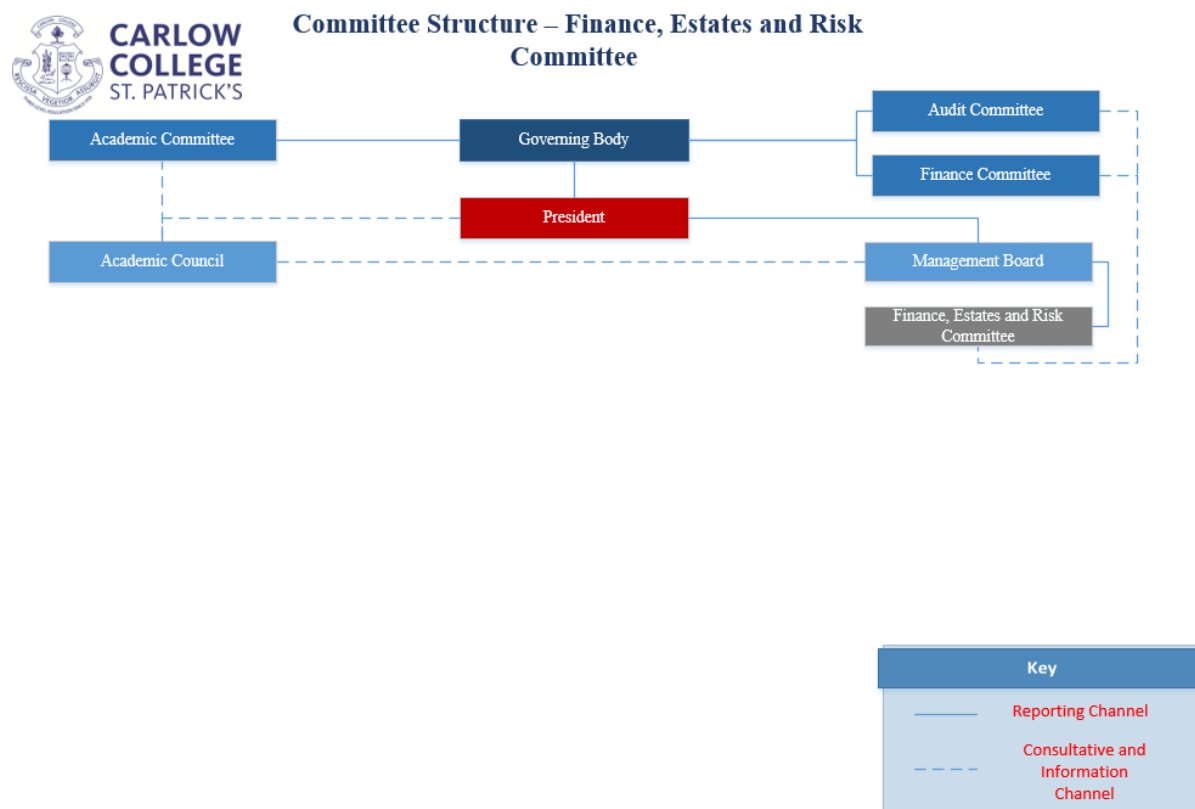 CARLOW
COLLEGE
ST. PATRICK'S
Committee Structure – Finance, Estates and Risk
Committee
Academic Committee
Governing Body
Audit Committee
Finance Committee
President
Academic Council
Management Board
Finance, Estates and Risk
Committee
Key
Reporting Channel
Consultative and
Information
Channel